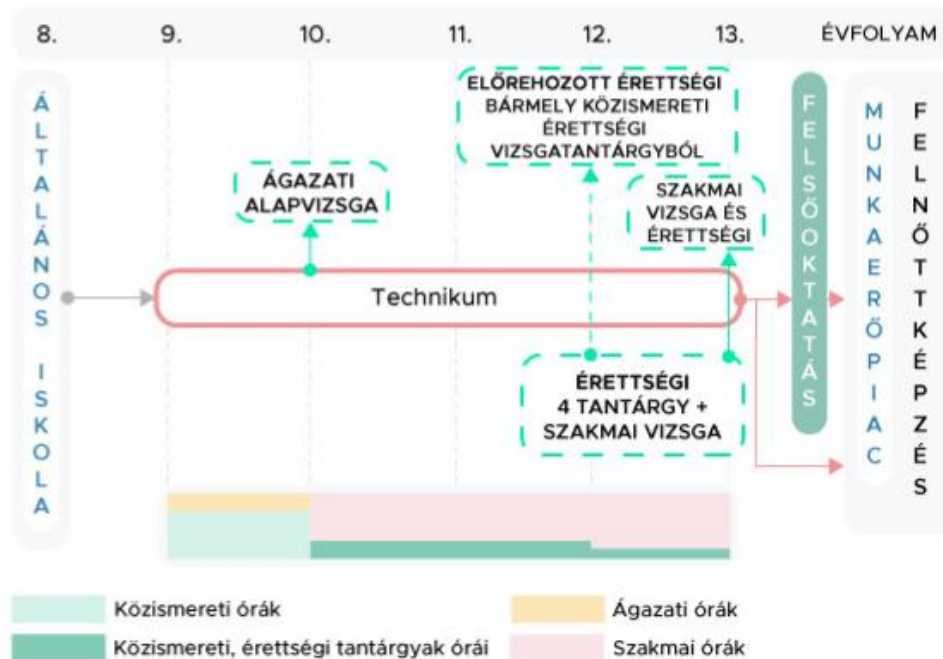 8. 9. 10. 11. 12. 13. ÉVFOLYAM
ÁLTALÁNOS ISKOLA
ELŐREHOZOTT ÉRETTSÉGI
BÁRMELY KÖZISMERETI
ÉRETTSÉGI
VIZSGATANTÁRGYBÓL
ÁGAZATI
ALAPVIZSGA
SZAKMAI
VIZSGA ÉS
ÉRETTSÉGI
Technikum
ÉRETTSÉGI
4 TANTÁRGY +
SZAKMAI VIZSGA
FELSŐOKTATÁS
MUNKAERŐPIAC
FELNŐTTKÉPZÉS
Közismereti órák
Ágazati órák
Közismereti, érettségi tantárgyak órái
Szakmai órák